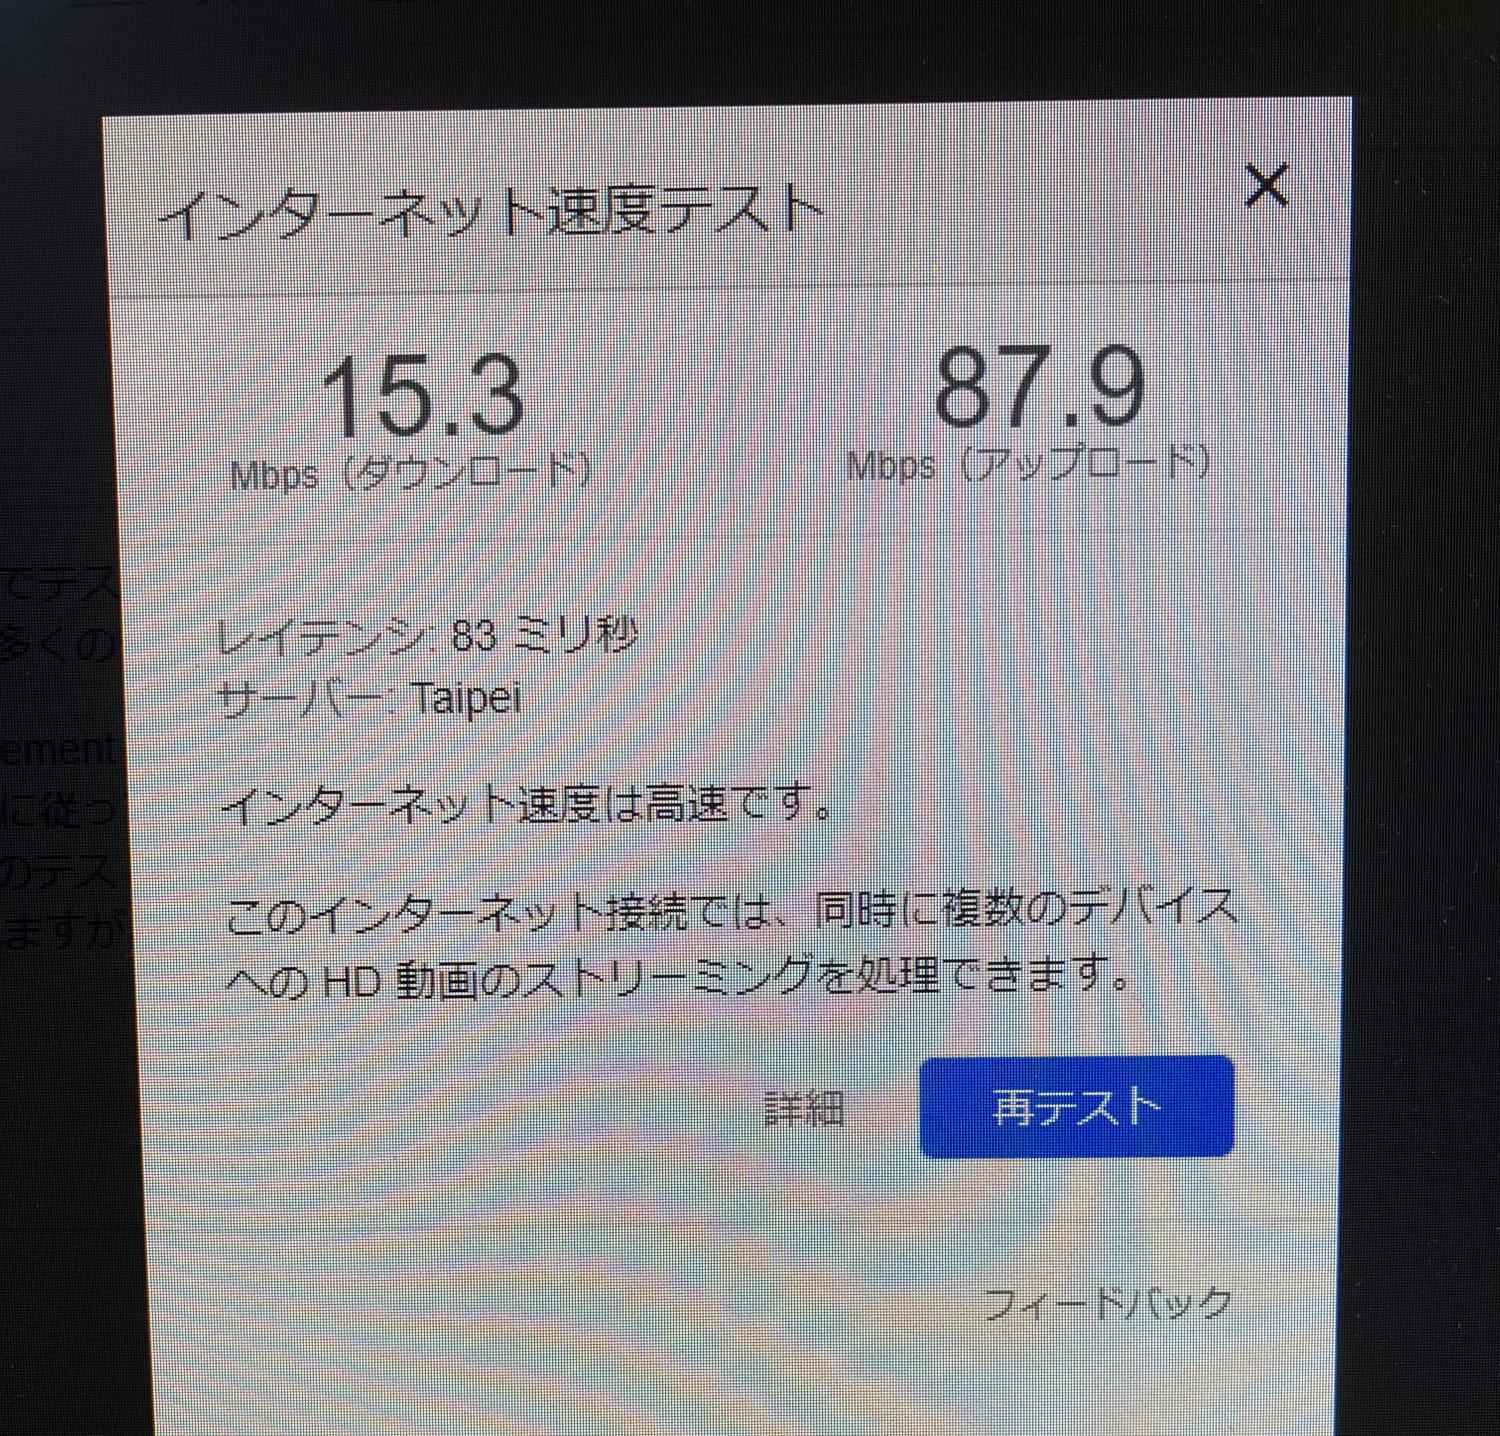 インターネット速度テスト
×
15.3
Mbps（ダウンロード）
87.9
Mbps（アップロード）
レイテンシ: 83 ミリ秒
サーバー: Taipei
インターネット速度は高速です。
このインターネット接続では、同時に複数のデバイス
への HD 動画のストリーミングを処理できます。
詳細
再テスト
フィードバック
でテス
多くの
ement
に従っ
のテス
ますが